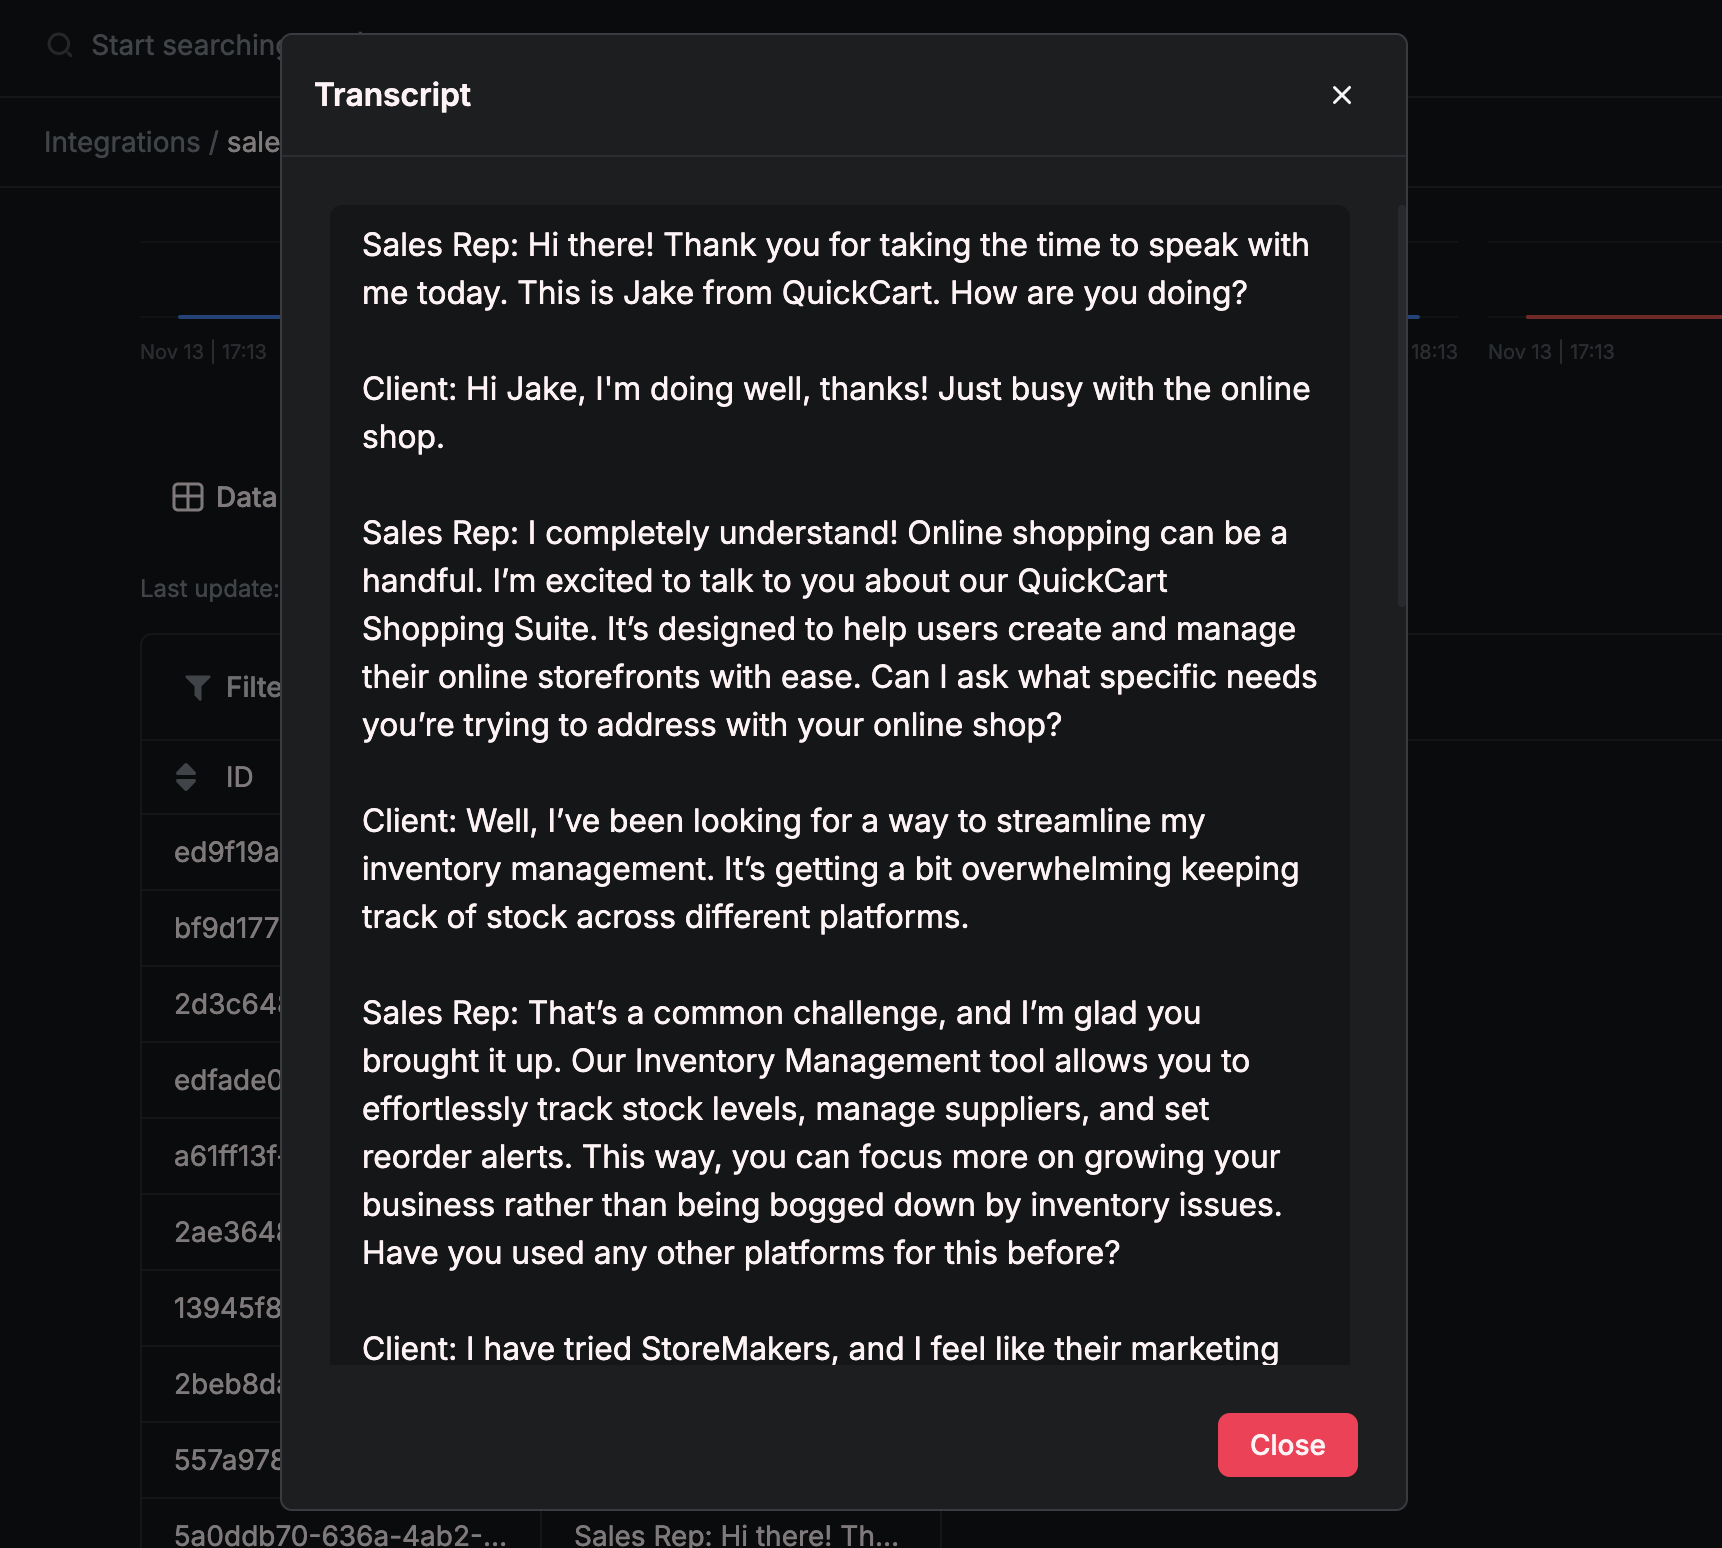 Start searching
Transcript
Integrations / sale
Sales Rep: Hi there! Thank you for taking the time to speak with
me today. This is Jake from QuickCart. How are you doing?
Nov 13 | 17:13
18:13
Nov 13 | 17:13
Client: Hi Jake, I'm doing well, thanks! Just busy with the online
shop.
Data
Sales Rep: I completely understand! Online shopping can be a
handful. I’m excited to talk to you about our QuickCart
Shopping Suite. It’s designed to help users create and manage
their online storefronts with ease. Can I ask what specific needs
you’re trying to address with your online shop?
Last update:
Filte
ID
Client: Well, I’ve been looking for a way to streamline my
inventory management. It’s getting a bit overwhelming keeping
track of stock across different platforms.
ed9f19a
bf9d177
2d3c648
edfade0
a61ff13f-
2ae3648
13945f8
2beb8da
557a978
Sales Rep: That’s a common challenge, and I’m glad you
brought it up. Our Inventory Management tool allows you to
effortlessly track stock levels, manage suppliers, and set
reorder alerts. This way, you can focus more on growing your
business rather than being bogged down by inventory issues.
Have you used any other platforms for this before?
Client: I have tried StoreMakers, and I feel like their marketing
Close
5a0ddb70-636a-4ab2-...
Sales Rep: Hi there! Th...